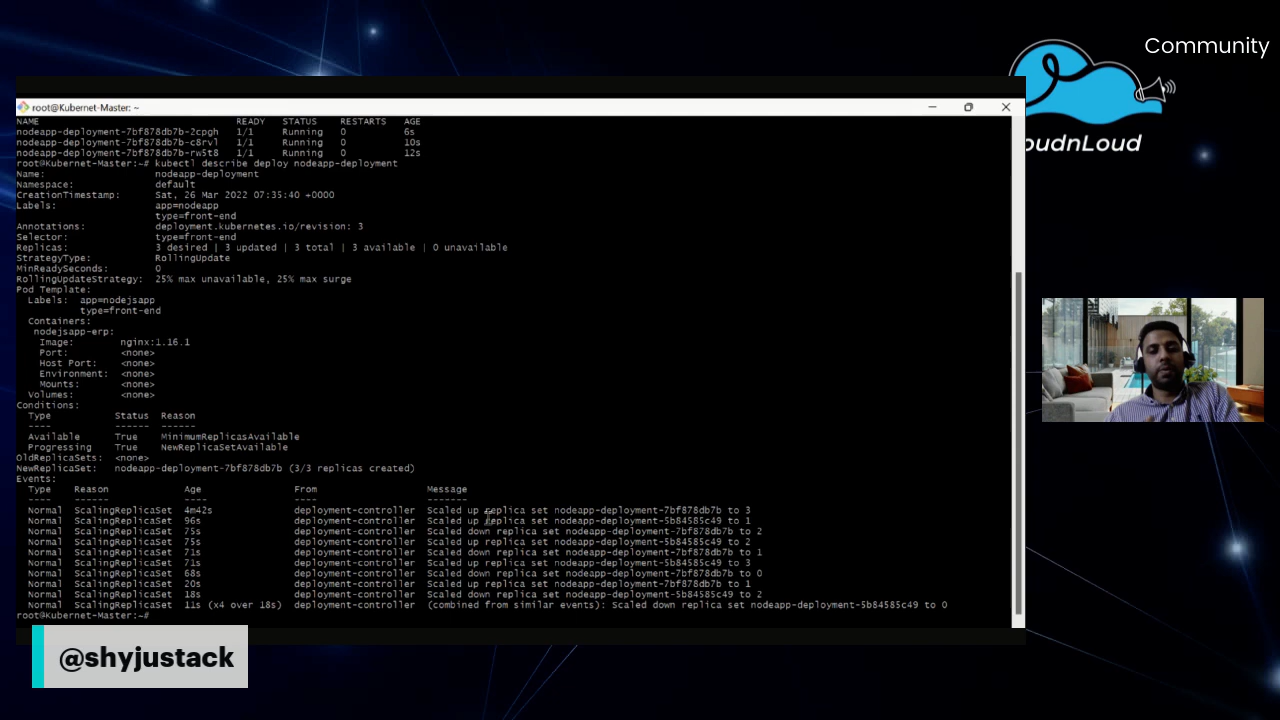 Community
oudnLoud
root@Kubernet-Master: ~
NAME READY STATUS RESTARTS AGE
nodeapp-deployment-7bf878db7b-2cpgh 1/1 Running 0 6s
nodeapp-deployment-7bf878db7b-c8rvl 1/1 Running 0 10s
nodeapp-deployment-7bf878db7b-rw5t8 1/1 Running 0 12s
root@Kubernet-Master:~# kubectl describe deploy nodeapp-deployment
Name: nodeapp-deployment
Namespace: default
CreationTimestamp: Sat, 26 Mar 2022 07:35:40 +0000
Labels: app=nodeapp
type=front-end
Annotations: deployment.kubernetes.io/revision: 3
Selector: type=front-end
Replicas: 3 desired | 3 updated | 3 total | 3 available | 0 unavailable
StrategyType: RollingUpdate
MinReadySeconds: 0
RollingUpdateStrategy: 25% max unavailable, 25% max surge
Pod Template:
Labels: app=nodejsapp
type=front-end
Containers:
nodejsapp-erp:
Image: nginx:1.16.1
Port: <none>
Host Port: <none>
Environment: <none>
Mounts: <none>
Volumes: <none>
Conditions:
Type Status Reason
---- ------ ------
Available True MinimumReplicasAvailable
Progressing True NewReplicaSetAvailable
OldReplicaSets: <none>
NewReplicaSet: nodeapp-deployment-7bf878db7b (3/3 replicas created)
Events:
Type Reason Age From Message
---- ------ ---- ---- -------
Normal ScalingReplicaSet 4m42s deployment-controller Scaled up replica set nodeapp-deployment-7bf878db7b to 3
Normal ScalingReplicaSet 96s deployment-controller Scaled up replica set nodeapp-deployment-5b84585c49 to 1
Normal ScalingReplicaSet 75s deployment-controller Scaled down replica set nodeapp-deployment-7bf878db7b to 2
Normal ScalingReplicaSet 75s deployment-controller Scaled up replica set nodeapp-deployment-5b84585c49 to 2
Normal ScalingReplicaSet 71s deployment-controller Scaled down replica set nodeapp-deployment-7bf878db7b to 1
Normal ScalingReplicaSet 71s deployment-controller Scaled up replica set nodeapp-deployment-5b84585c49 to 3
Normal ScalingReplicaSet 68s deployment-controller Scaled down replica set nodeapp-deployment-7bf878db7b to 0
Normal ScalingReplicaSet 20s deployment-controller Scaled up replica set nodeapp-deployment-7bf878db7b to 1
Normal ScalingReplicaSet 18s deployment-controller Scaled down replica set nodeapp-deployment-5b84585c49 to 2
Normal ScalingReplicaSet 11s (x4 over 18s) deployment-controller (combined from similar events): Scaled down replica set nodeapp-deployment-5b84585c49 to 0
root@Kubernet-Master:~#
@shyjustack